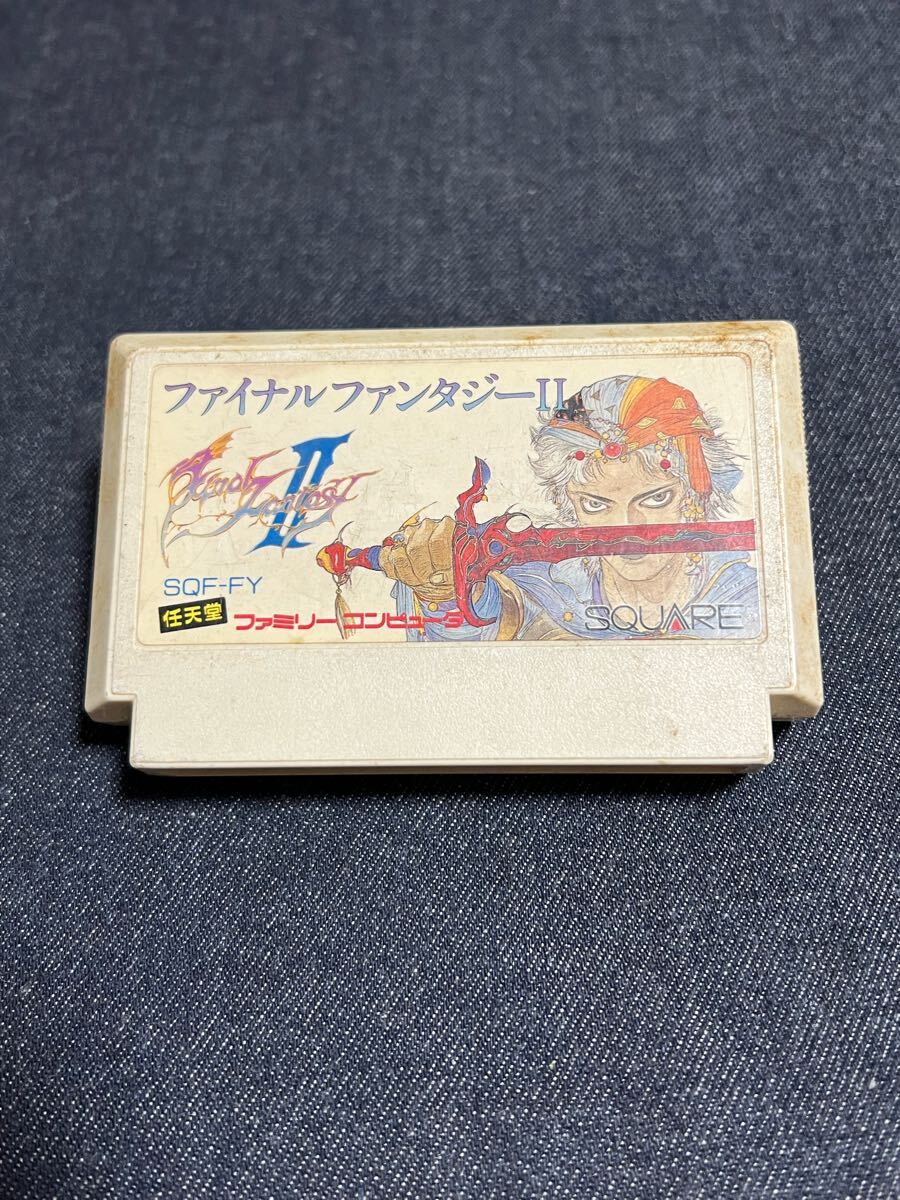 ファイナルファンタジーII
Final Fantasy II
SQF-FY
任天堂 ファミリーコンピュータ SQUARE